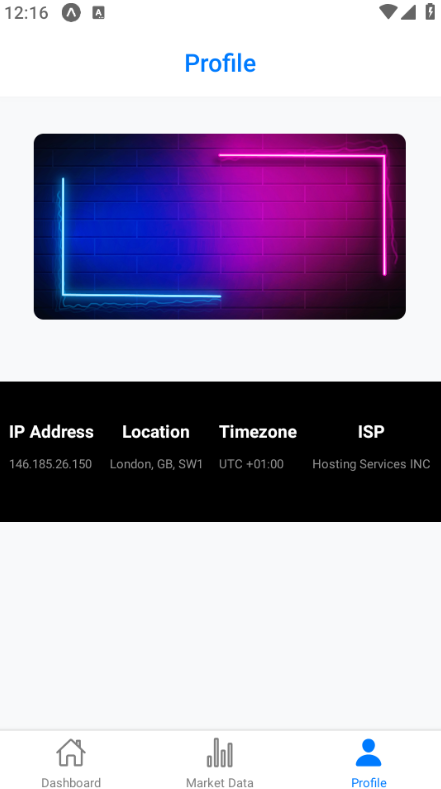 12:16 A
Profile
IP Address Location Timezone ISP
146.185.26.150 London, GB, SW1 UTC +01:00 Hosting Services INC
Dashboard Market Data Profile